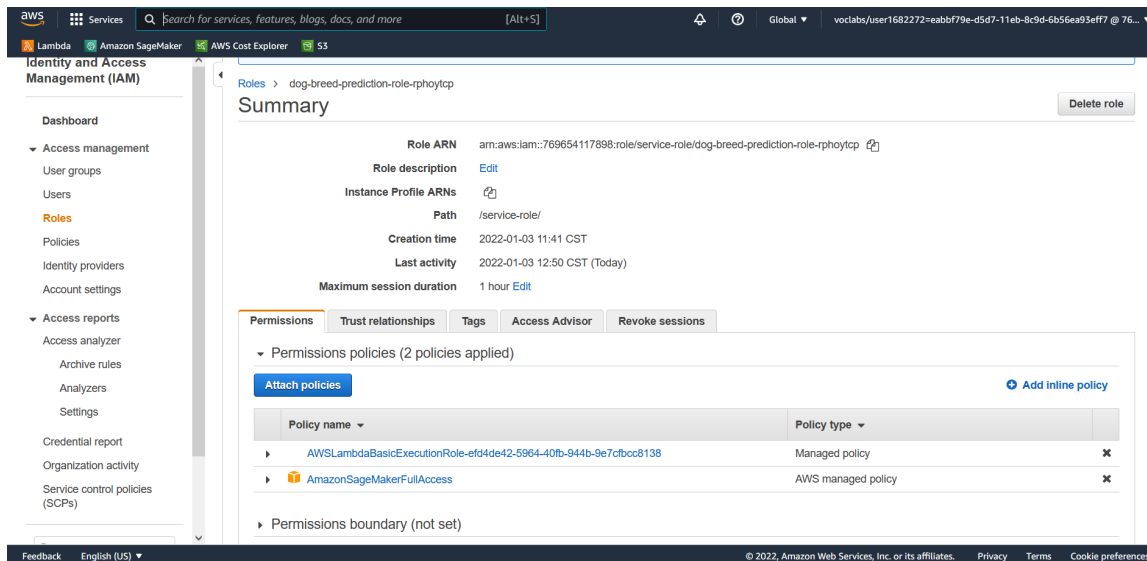 aws Services Search for services, features, blogs, docs, and more [Alt+S] Global ▼ voclabs/user1682272=eabbf79e-d5d7-11eb-8c9d-6b56ea93eff7 @ 76... ▼
Lambda Amazon SageMaker AWS Cost Explorer S3
Identity and Access
Management (IAM)
Dashboard
Access management
User groups
Users
Roles
Policies
Identity providers
Account settings
Access reports
Access analyzer
Archive rules
Analyzers
Settings
Credential report
Organization activity
Service control policies
(SCPs)
Roles > dog-breed-prediction-role-rphoytcp
Summary
Delete role
Role ARN arn:aws:iam::769654117898:role/service-role/dog-breed-prediction-role-rphoytcp
Role description Edit
Instance Profile ARNs
Path /service-role/
Creation time 2022-01-03 11:41 CST
Last activity 2022-01-03 12:50 CST (Today)
Maximum session duration 1 hour Edit
Permissions Trust relationships Tags Access Advisor Revoke sessions
Permissions policies (2 policies applied)
Attach policies Add inline policy
Policy name Policy type
AWSLambdaBasicExecutionRole-efd4de42-5964-40fb-944b-9e7cfbcc8138 Managed policy
AmazonSageMakerFullAccess AWS managed policy
Permissions boundary (not set)
Feedback English (US) ▼ © 2022, Amazon Web Services, Inc. or its affiliates. Privacy Terms Cookie preferences